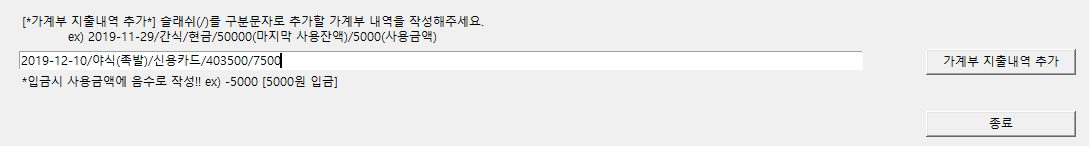 [*가계부 지출내역 추가*] 슬래쉬(/)를 구분문자로 추가할 가계부 내역을 작성해주세요.
ex) 2019-11-29/간식/현금/50000(마지막 사용잔액)/5000(사용금액)
2019-12-10/야식(족발)/신용카드/403500/7500
가계부 지출내역 추가
*입금시 사용금액에 음수로 작성!! ex) -5000 [5000원 입금]
종료